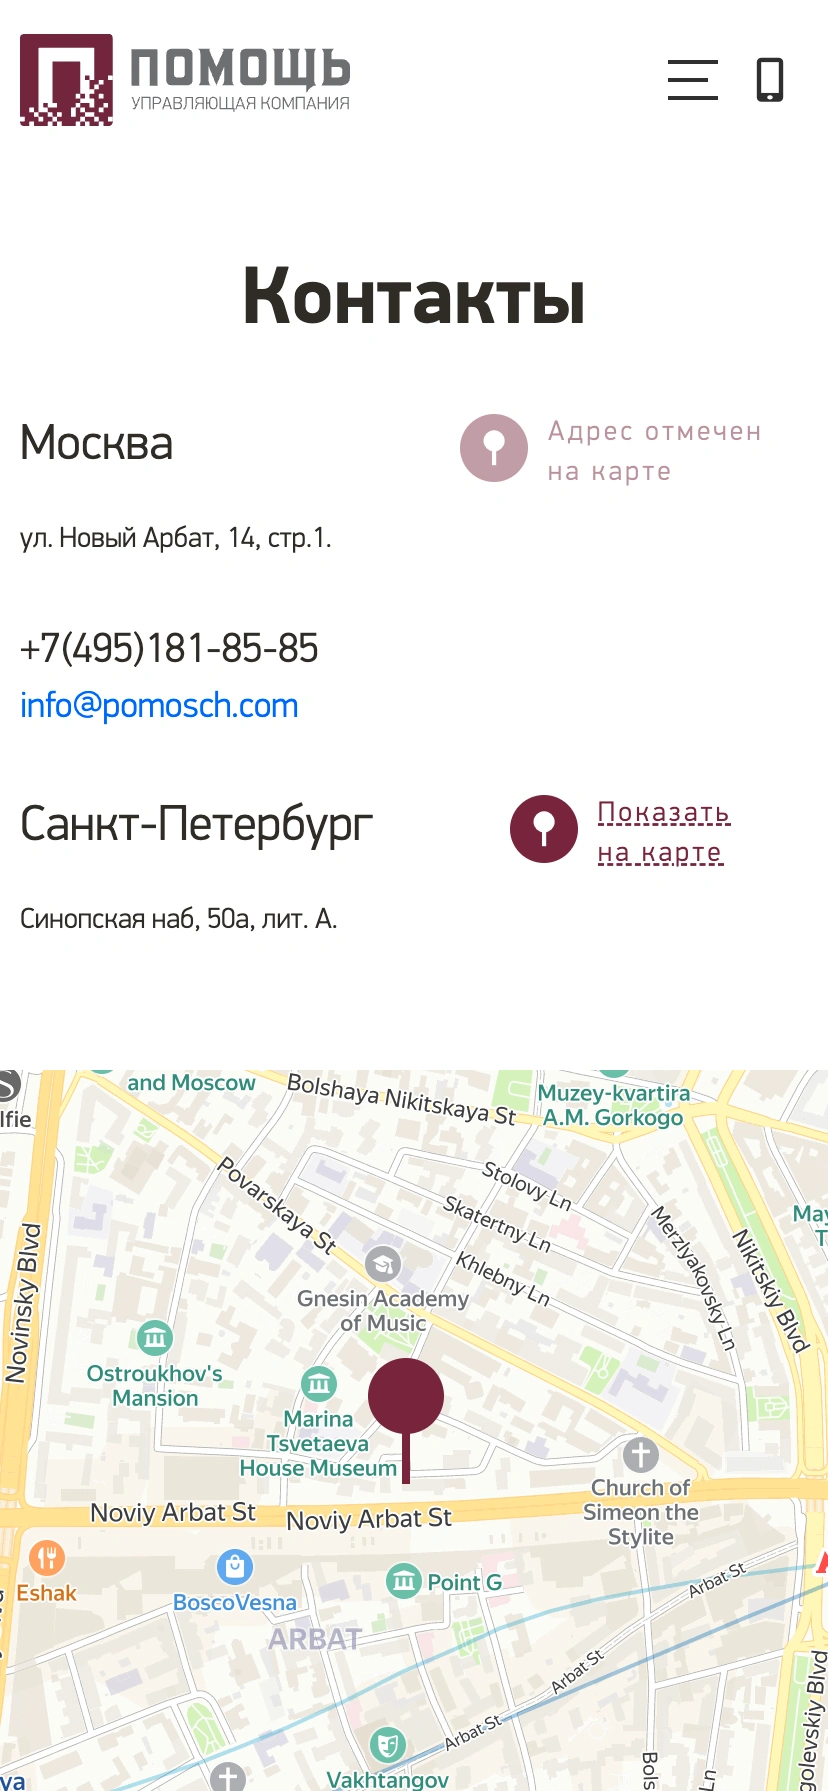 ПОМОЩЬ
УПРАВЛЯЮЩАЯ КОМПАНИЯ
Контакты
Москва
Адрес отмечен
на карте
ул. Новый Арбат, 14, стр.1.
+7(495)181-85-85
info@pomosch.com
Санкт-Петербург
Показать
на карте
Синопская наб, 50а, лит. А.
and Moscow
Bolshaya Nikitskaya St
Muzey-kvartira
A.M. Gorkogo
lfie
Povarskaya St
Stolovy Ln
Skatertny Ln
Khlebny Ln
Merzlyakovsky Ln
Nikitskiy Blvd
Novinsky Blvd
Gnesin Academy
of Music
Ostroukhov's
Mansion
Marina
Tsvetaeva
House Museum
Church of
Simeon the
Stylite
Noviy Arbat St
Noviy Arbat St
Eshak
BoscoVesna
Point G
ARBAT
Arbat St
Arbat St
Arbat St
golevskiy Blvd
Vakhtangov
Bols
Ln
va